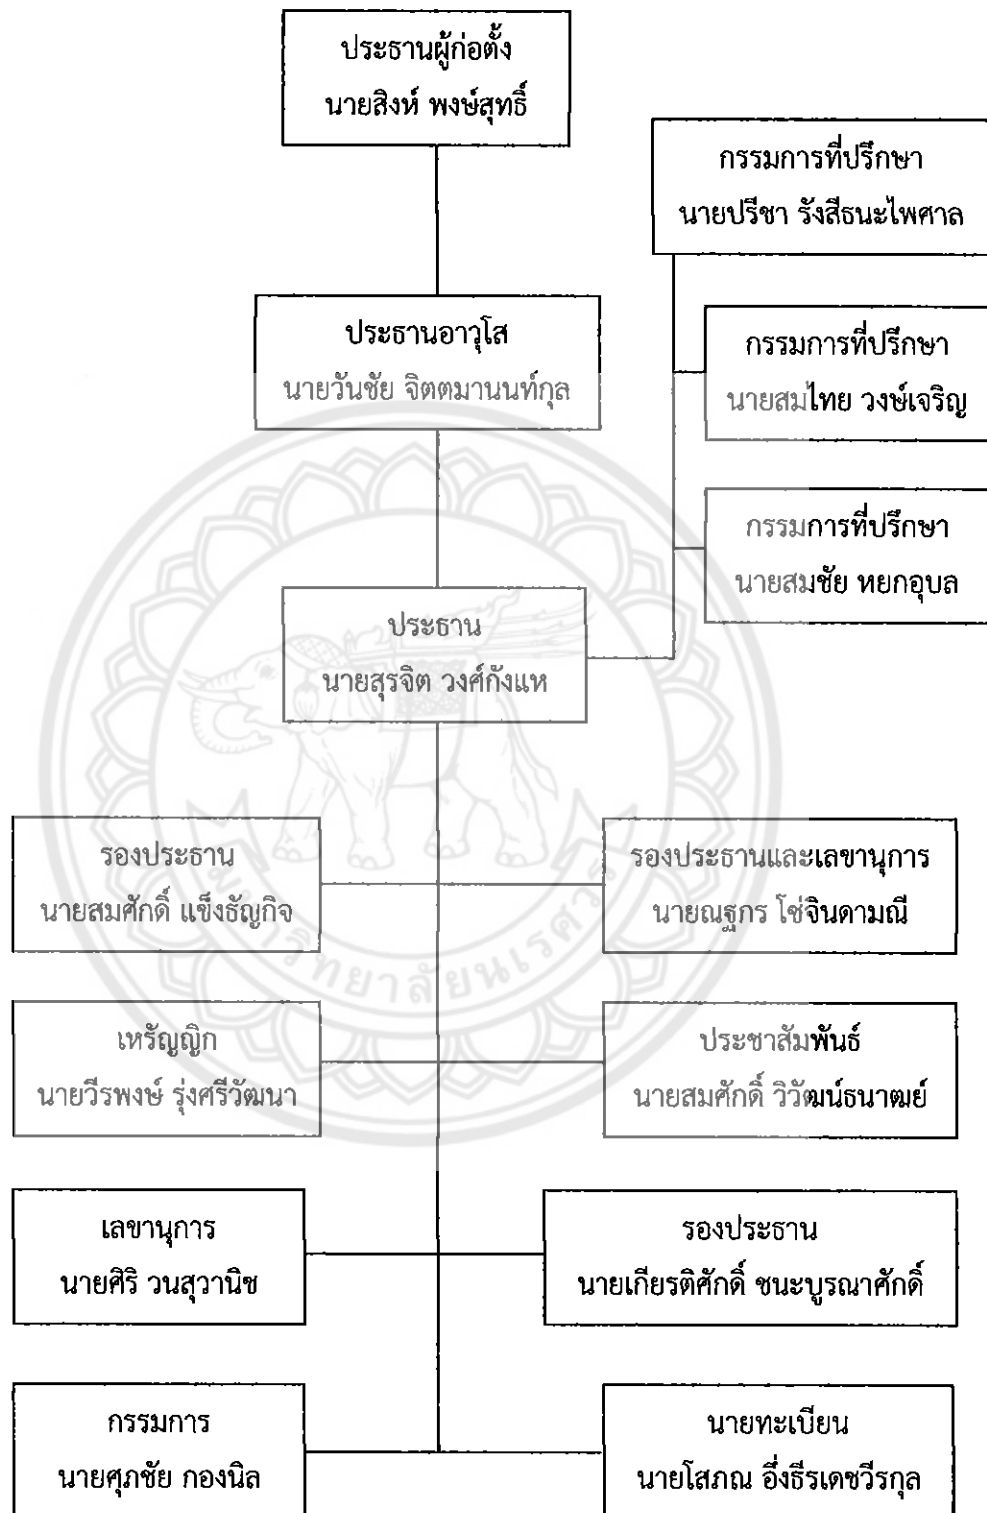 ประธานผู้ก่อตั้ง
นายสิงห์ พงษ์สุทธิ์
กรรมการที่ปรึกษา
นายปรีชา รังสีธนะไพศาล
ประธานอาวุโส
นายวันชัย จิตตมานนท์กุล
กรรมการที่ปรึกษา
นายสมไทย วงษ์เจริญ
กรรมการที่ปรึกษา
นายสมชัย หยกอุบล
ประธาน
นายสุรจิต วงศ์กังแห
รองประธาน
นายสมศักดิ์ แข็งธัญกิจ
รองประธานและเลขานุการ
นายณฐกร โช่จินดามณี
มหาวิทยาลัยนเรศวร
เหรัญญิก
นายวีรพงษ์ รุ่งศรีวัฒนา
ประชาสัมพันธ์
นายสมศักดิ์ วิวัฒน์ธนาฒย์
เลขานุการ
นายศิริ วนสุวานิช
รองประธาน
นายเกียรติศักดิ์ ชนะบูรณาศักดิ์
กรรมการ
นายศุภชัย กองนิล
นายทะเบียน
นายโสภณ อึ่งธีรเดชวีรกุล